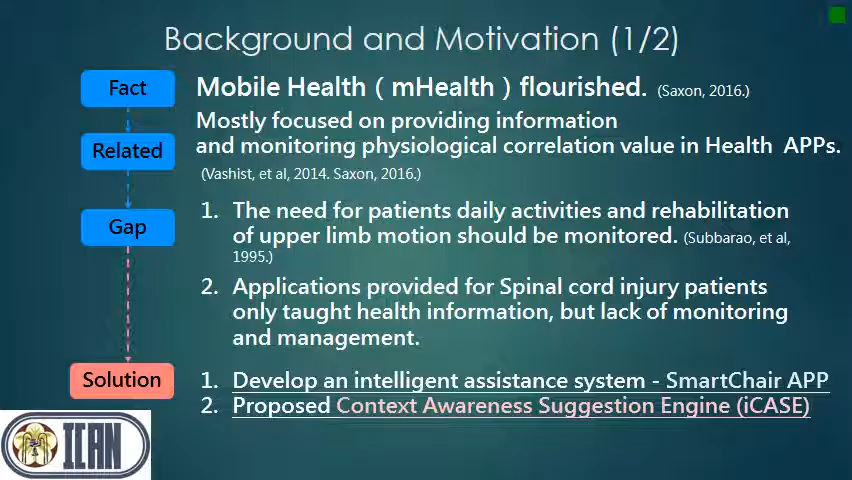 Background and Motivation (1/2)
Fact
Mobile Health ( mHealth ) flourished. (Saxon, 2016.)
Related
Mostly focused on providing information
and monitoring physiological correlation value in Health APPs.
(Vashist, et al, 2014. Saxon, 2016.)
Gap
1. The need for patients daily activities and rehabilitation
of upper limb motion should be monitored. (Subbarao, et al,
1995.)
2. Applications provided for Spinal cord injury patients
only taught health information, but lack of monitoring
and management.
Solution
1. Develop an intelligent assistance system - SmartChair APP
2. Proposed Context Awareness Suggestion Engine (iCASE)
ICAN